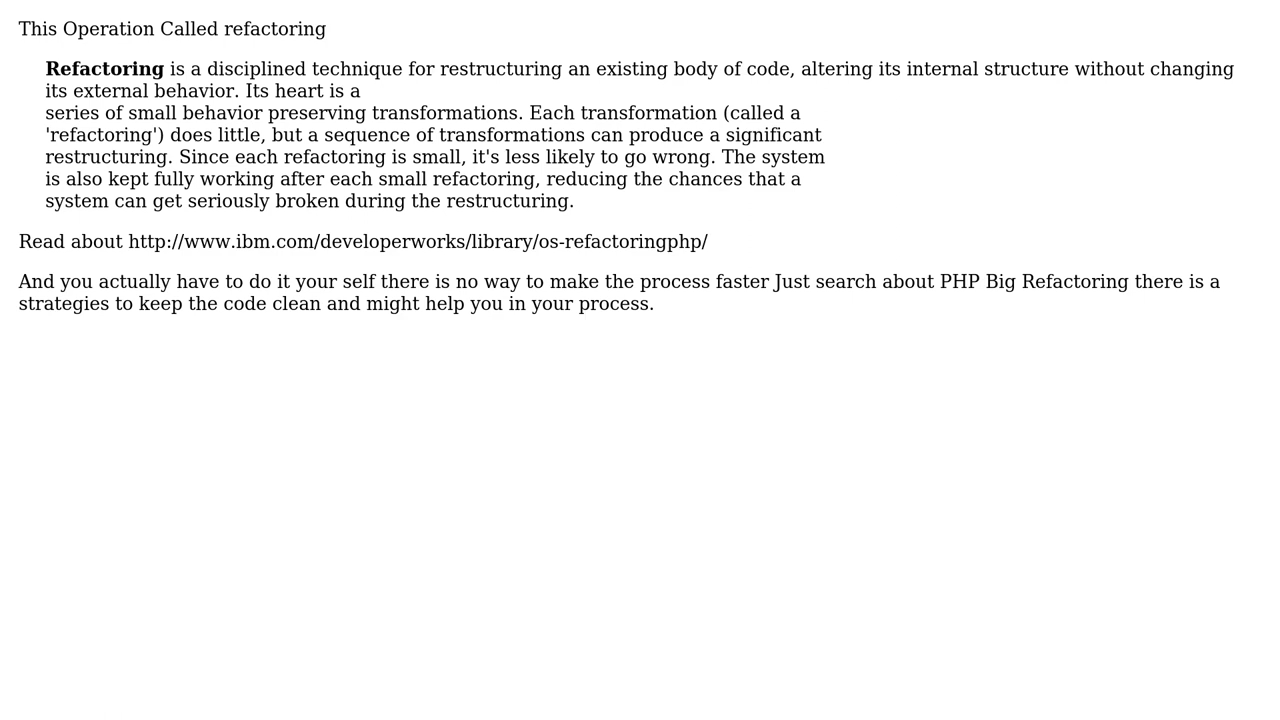 This Operation Called refactoring
Refactoring is a disciplined technique for restructuring an existing body of code, altering its internal structure without changing
its external behavior. Its heart is a
series of small behavior preserving transformations. Each transformation (called a
'refactoring') does little, but a sequence of transformations can produce a significant
restructuring. Since each refactoring is small, it's less likely to go wrong. The system
is also kept fully working after each small refactoring, reducing the chances that a
system can get seriously broken during the restructuring.
Read about http://www.ibm.com/developerworks/library/os-refactoringphp/
And you actually have to do it your self there is no way to make the process faster Just search about PHP Big Refactoring there is a
strategies to keep the code clean and might help you in your process.